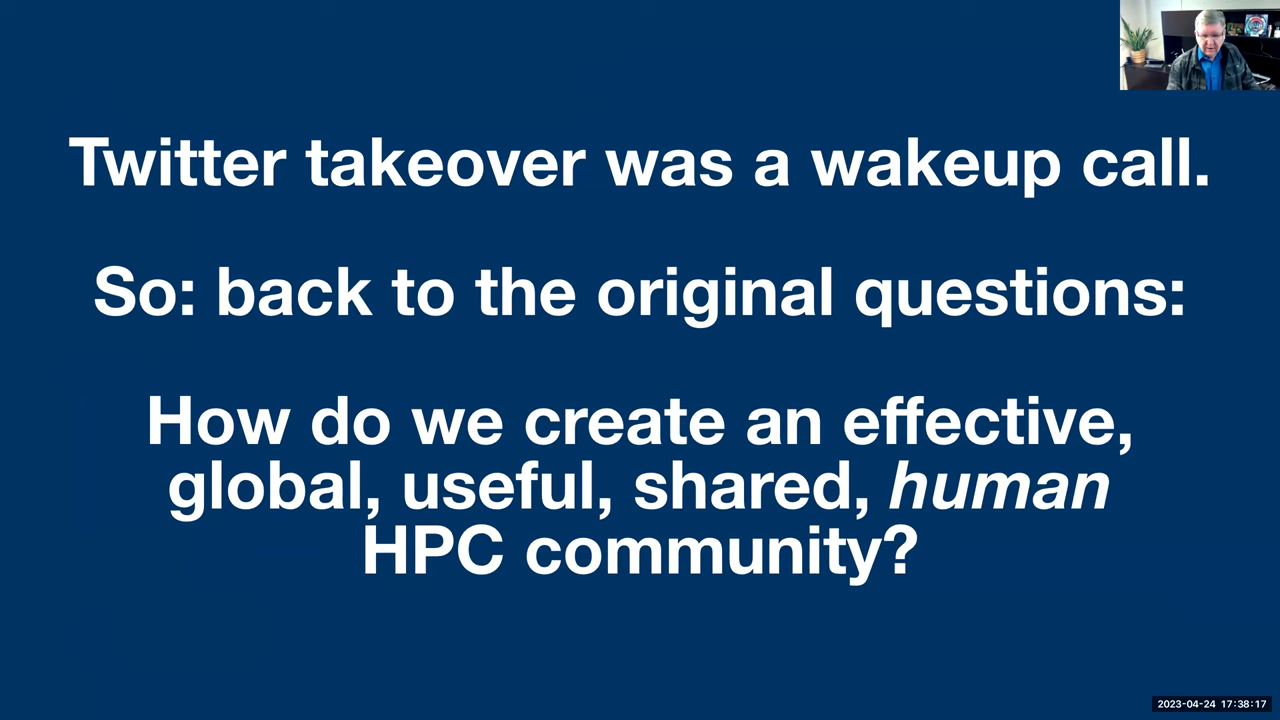 Twitter takeover was a wakeup call.
So: back to the original questions:
How do we create an effective,
global, useful, shared, human
HPC community?
2023-04-24 17:38:17